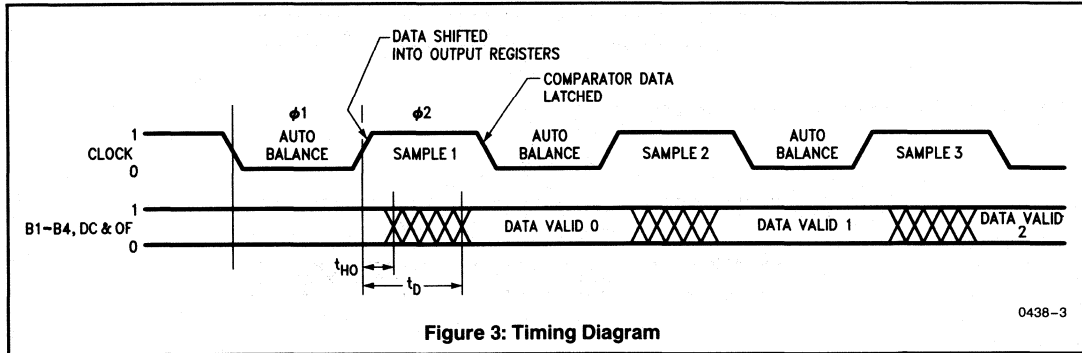 DATA SHIFTED
INTO OUTPUT REGISTERS
COMPARATOR DATA
LATCHED
ϕ1
ϕ2
1
CLOCK
0
AUTO
BALANCE
SAMPLE 1
AUTO
BALANCE
SAMPLE 2
AUTO
BALANCE
SAMPLE 3
1
B1–B4, DC & OF
0
DATA VALID 0
DATA VALID 1
DATA VALID
2
tHO
tD
0438–3
Figure 3: Timing Diagram